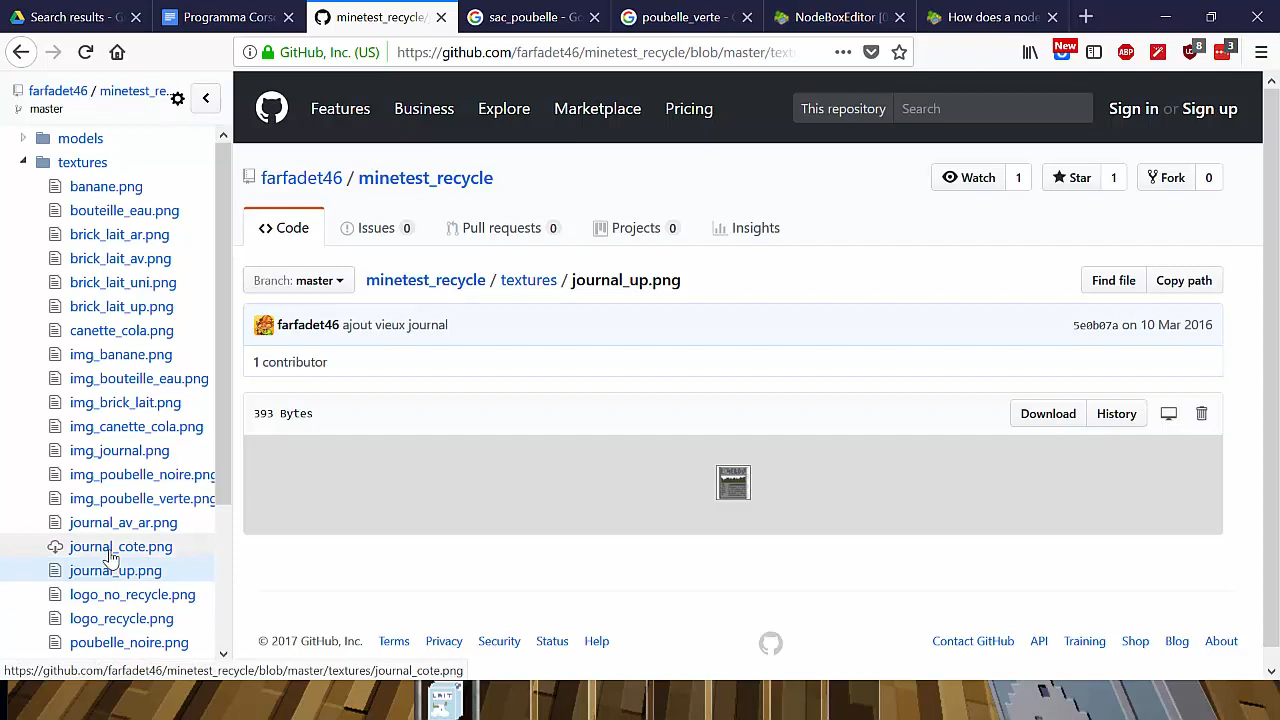 Search results -
Programma Cors
minetest_recycle/
sac_poubelle - Go
poubelle_verte - G
NodeBoxEditor [0
How does a node
GitHub, Inc. (US)
https://github.com/farfadet46/minetest_recycle/blob/master/text
New
ABP
8
3
farfadet46 / minetest_re...
master
models
textures
banane.png
bouteille_eau.png
brick_lait_ar.png
brick_lait_av.png
brick_lait_uni.png
brick_lait_up.png
canette_cola.png
img_banane.png
img_bouteille_eau.png
img_brick_lait.png
img_canette_cola.png
img_journal.png
img_poubelle_noire.png
img_poubelle_verte.png
journal_av_ar.png
journal_cote.png
journal_up.png
logo_no_recycle.png
logo_recycle.png
poubelle_noire.png
Features
Business
Explore
Marketplace
Pricing
This repository
Search
Sign in or Sign up
farfadet46 / minetest_recycle
Watch 1
Star 1
Fork 0
Code
Issues 0
Pull requests 0
Projects 0
Insights
Branch: master
minetest_recycle / textures / journal_up.png
Find file
Copy path
farfadet46 ajout vieux journal
5e0b07a on 10 Mar 2016
1 contributor
393 Bytes
Download
History
© 2017 GitHub, Inc.
Terms
Privacy
Security
Status
Help
Contact GitHub
API
Training
Shop
Blog
About
https://github.com/farfadet46/minetest_recycle/blob/master/textures/journal_cote.png
LAIT